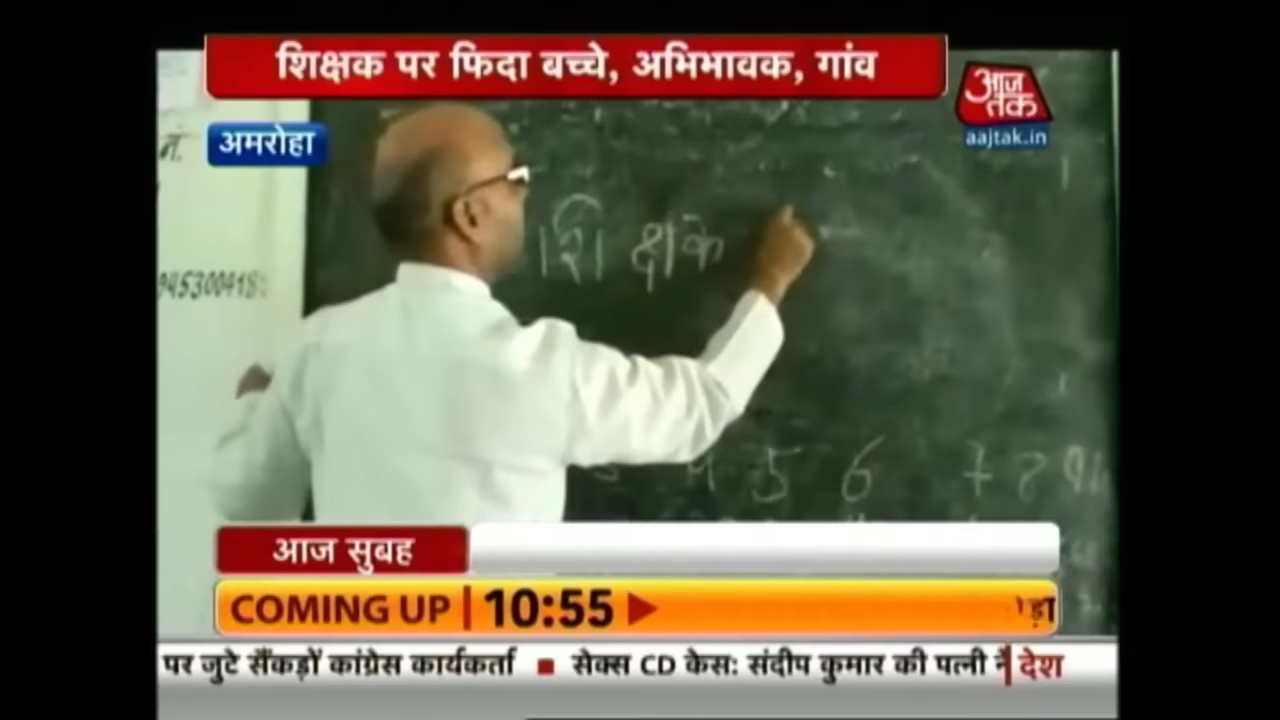 शिक्षक पर फिदा बच्चे, अभिभावक, गांव
आज तक
aajtak.in
अमरोहा
न.
शिक्षक
5 6 7 8
आज सुबह
COMING UP 10:55
पर जुटे सैंकड़ों कांग्रेस कार्यकर्ता ■ सेक्स CD केस: संदीप कुमार की पत्नी ने देश